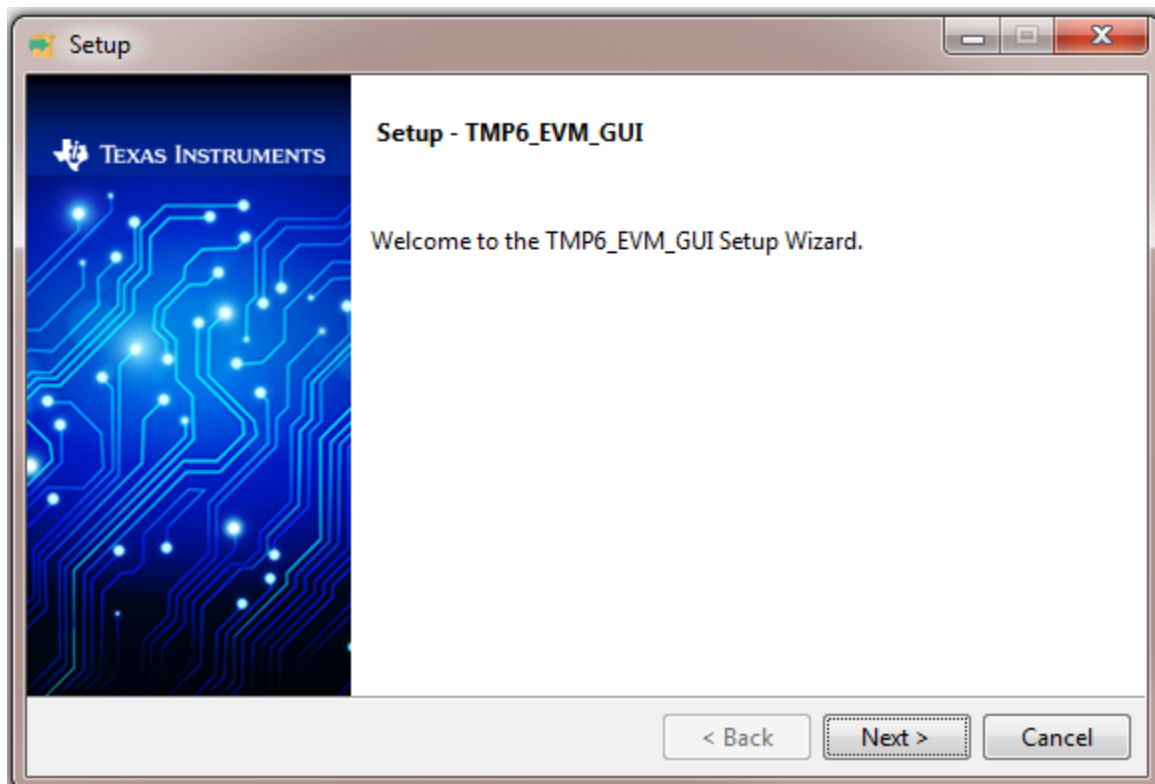 Setup
TEXAS INSTRUMENTS
Setup - TMP6_EVM_GUI
Welcome to the TMP6_EVM_GUI Setup Wizard.
< Back
Next >
Cancel